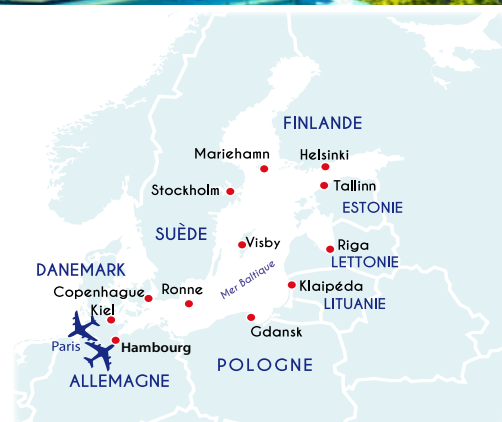 FINLANDE
Mariehamn
Helsinki
Stockholm
Tallinn
ESTONIE
SUÈDE
Visby
Riga
LETTONIE
DANEMARK
Mer Baltique
Copenhague
Ronne
Klaipéda
LITUANIE
Kiel
Gdansk
Paris
Hambourg
POLOGNE
ALLEMAGNE